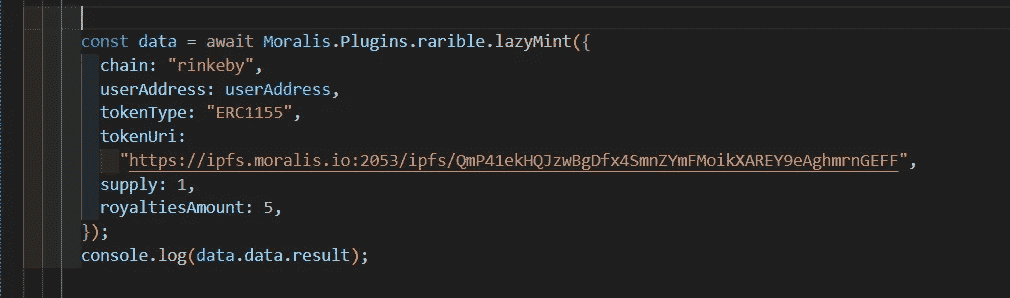 const data = await Moralis.Plugins.rarible.lazyMint({
chain: "rinkeby",
userAddress: userAddress,
tokenType: "ERC1155",
tokenUri:
"https://ipfs.moralis.io:2053/ipfs/QmP41ekHQJzwBgDfx4SmnZYmFMoikXAREY9eAghmrnGEFF",
supply: 1,
royaltiesAmount: 5,
});
console.log(data.data.result);